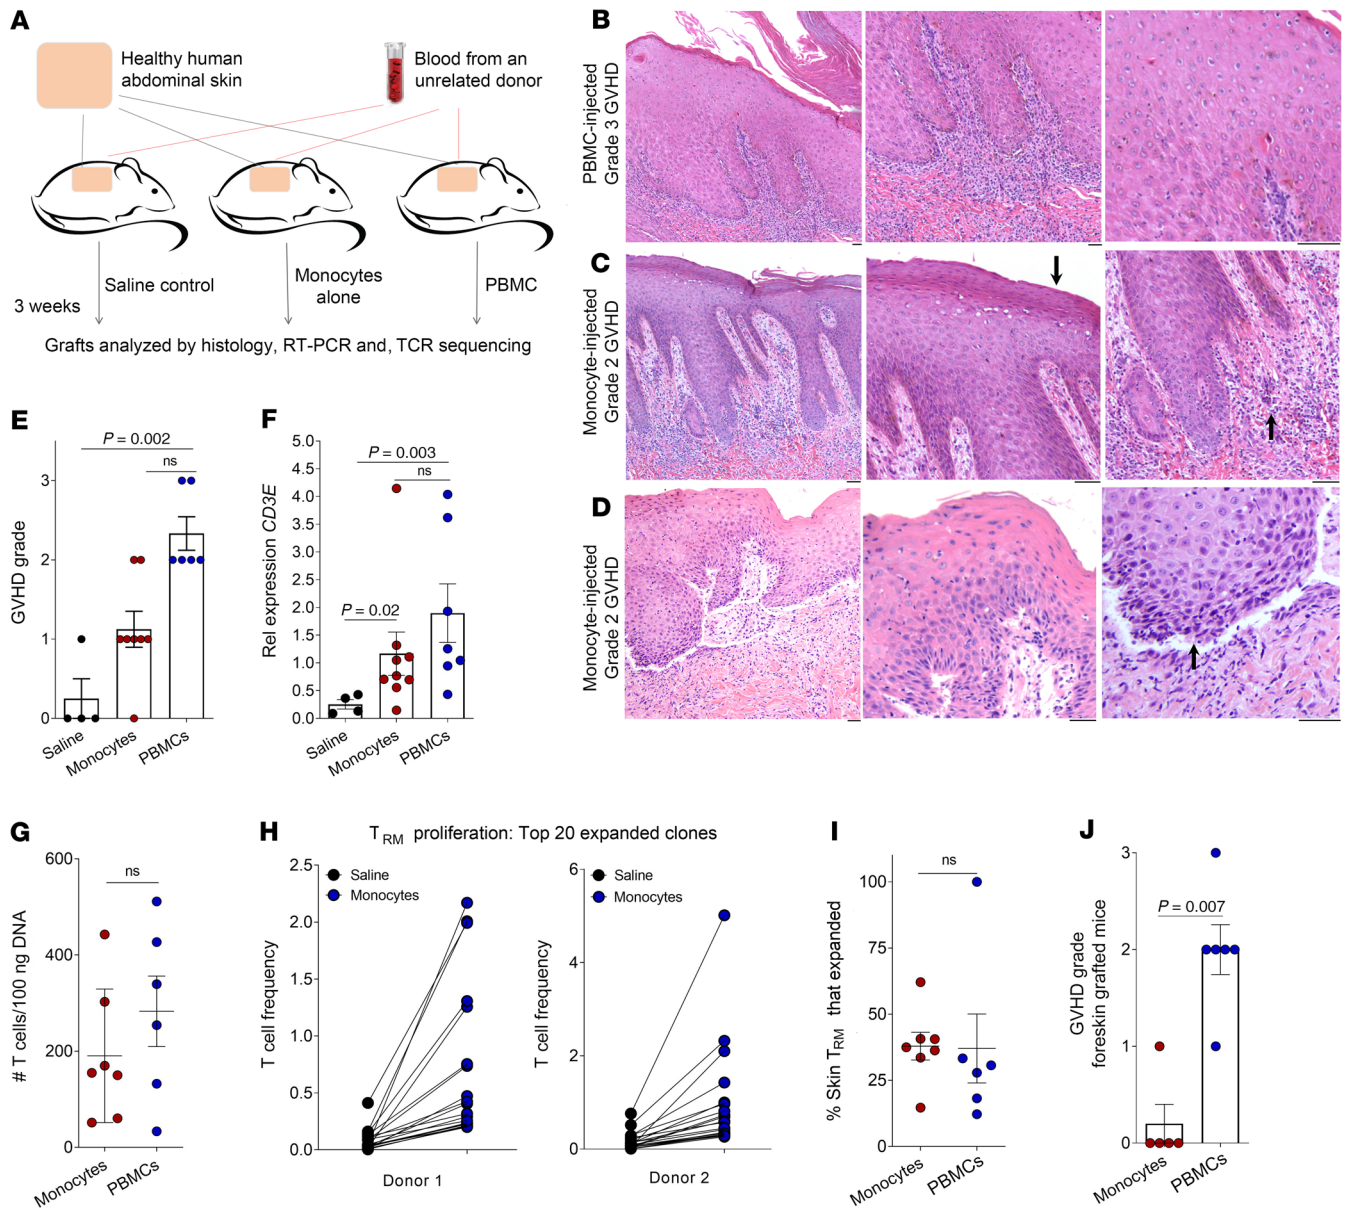 A
Healthy human
abdominal skin
Blood from an
unrelated donor
Saline control
Monocytes
alone
PBMC
3 weeks
Grafts analyzed by histology, RT-PCR and, TCR sequencing
B
PBMC-injected
Grade 3 GVHD
C
Monocyte-injected
Grade 2 GVHD
D
Monocyte-injected
Grade 2 GVHD
E
GVHD grade
P = 0.002
ns
3
2
1
0
Saline
Monocytes
PBMCs
F
Rel expression CD3E
P = 0.003
ns
P = 0.02
5.0
4.5
4.0
3.5
3.0
2.5
2.0
1.5
1.0
0.5
0.0
Saline
Monocytes
PBMCs
G
# T cells/100 ng DNA
ns
600
400
200
0
Monocytes
PBMCs
H
TRM proliferation: Top 20 expanded clones
T cell frequency
Saline
Monocytes
2.5
2.0
1.5
1.0
0.5
0.0
Donor 1
T cell frequency
Saline
Monocytes
6
4
2
0
Donor 2
I
% Skin TRM that expanded
ns
100
75
50
25
0
Monocytes
PBMCs
J
GVHD grade
foreskin grafted mice
P = 0.007
3
2
1
0
Monocytes
PBMCs